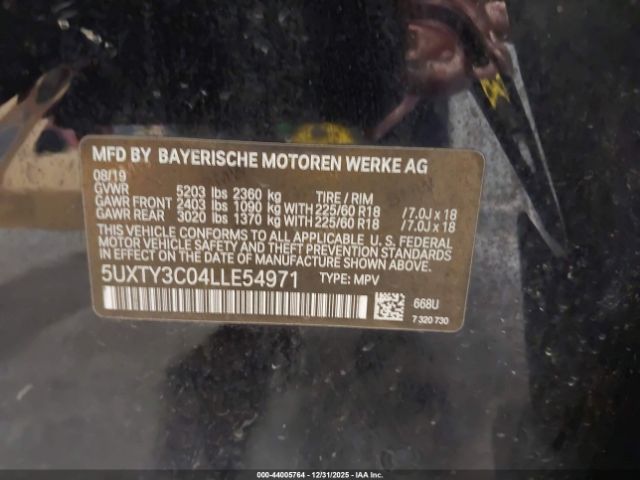 MFD BY BAYERISCHE MOTOREN WERKE AG
08/19
GVWR 5203 lbs 2360 kg TIRE / RIM
GAWR FRONT 2403 lbs 1090 kg WITH 225/60 R18 /7.0J x 18
GAWR REAR 3020 lbs 1370 kg WITH 225/60 R18 /7.0J x 18
THIS VEHICLE CONFORMS TO ALL APPLICABLE U. S. FEDERAL
MOTOR VEHICLE SAFETY, BUMPER, AND THEFT PREVENTION STANDARDS
IN EFFECT ON THE DATE OF MANUFACTURE SHOWN ABOVE.
5UXTY3C04LLE54971 TYPE: MPV
668U
7 320 730
000-44005764 - 12/31/2025 - IAA Inc.